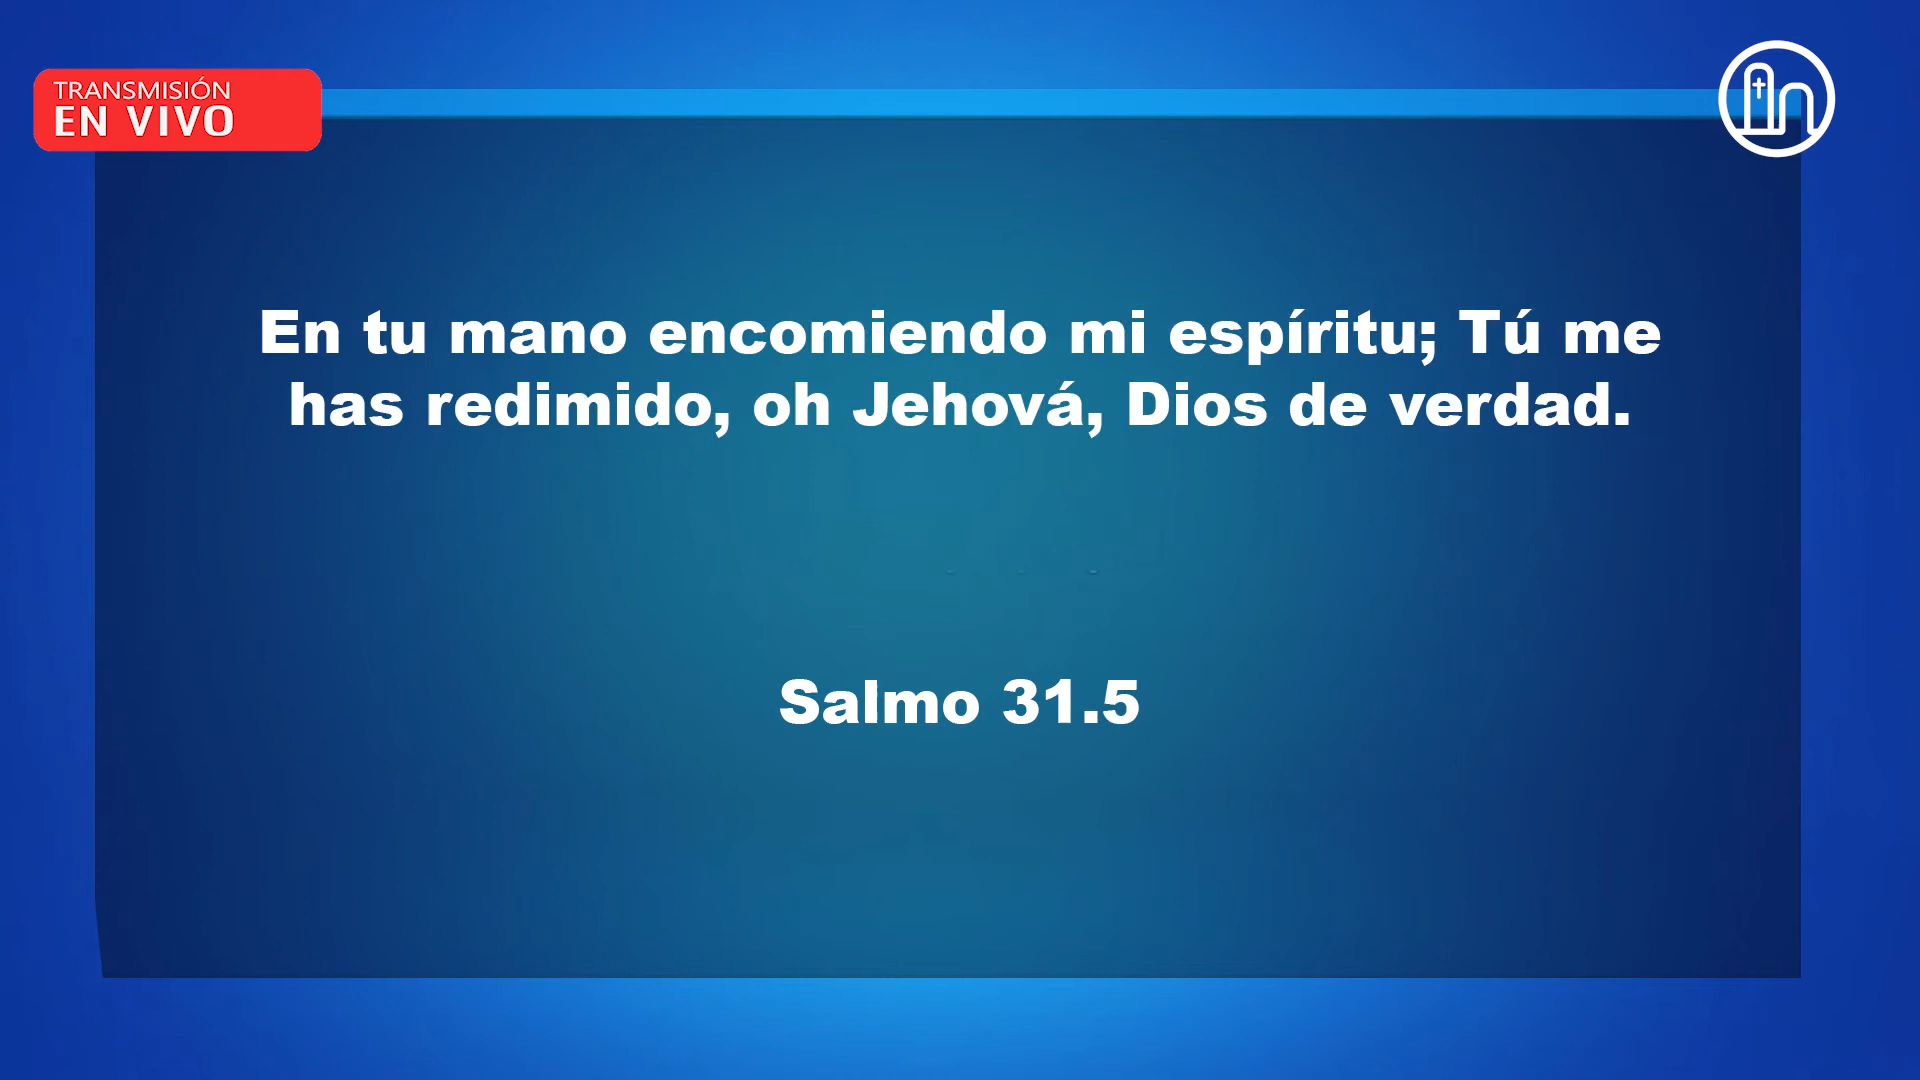 TRANSMISIÓN
EN VIVO
En tu mano encomiendo mi espíritu; Tú me
has redimido, oh Jehová, Dios de verdad.
Salmo 31.5